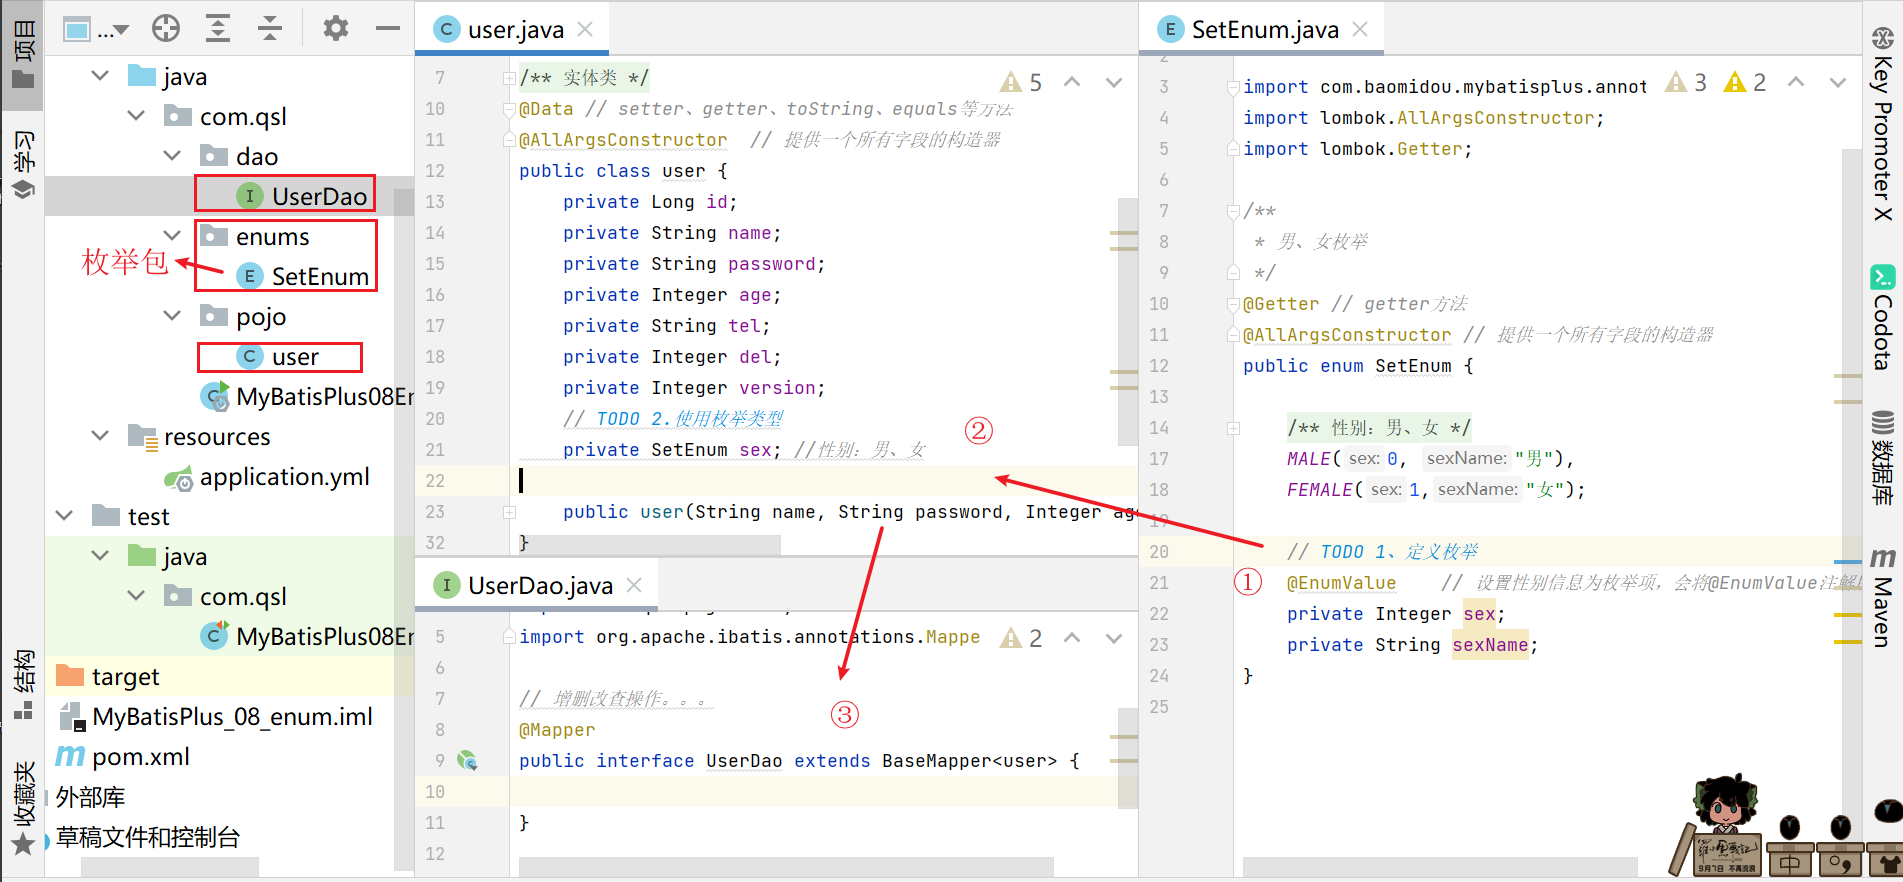 项目
学习
结构
收藏夹
...
java
com.qsl
dao
UserDao
enums
枚举包
SetEnum
pojo
user
MyBatisPlus08Er
resources
application.yml
test
java
com.qsl
MyBatisPlus08Er
target
MyBatisPlus_08_enum.iml
pom.xml
外部库
草稿文件和控制台
user.java
5
7 /** 实体类 */
10 @Data // setter、getter、toString、equals等方法
11 @AllArgsConstructor // 提供一个所有字段的构造器
12 public class user {
13 private Long id;
14 private String name;
15 private String password;
16 private Integer age;
17 private String tel;
18 private Integer del;
19 private Integer version;
20 // TODO 2.使用枚举类型
②
21 private SetEnum sex; //性别：男、女
22
23 public user(String name, String password, Integer age
32 }
UserDao.java
2
5 import org.apache.ibatis.annotations.Mappe
6
7 // 增删改查操作。。。
③
8 @Mapper
9 public interface UserDao extends BaseMapper<user> {
10
11 }
12
SetEnum.java
3 2
2
3 import com.baomidou.mybatisplus.annot
4 import lombok.AllArgsConstructor;
5 import lombok.Getter;
6
7 /**
8 * 男、女枚举
9 */
10 @Getter // getter方法
11 @AllArgsConstructor // 提供一个所有字段的构造器
12 public enum SetEnum {
13
14 /** 性别：男、女 */
17 MALE( sex: 0, sexName: "男"),
18 FEMALE( sex: 1, sexName: "女");
19
20 // TODO 1、定义枚举
①
21 @EnumValue // 设置性别信息为枚举项，会将@EnumValue注解
22 private Integer sex;
23 private String sexName;
24 }
25
Key Promoter X
Codota
数据库
m Maven
9月7日 不再流浪
中